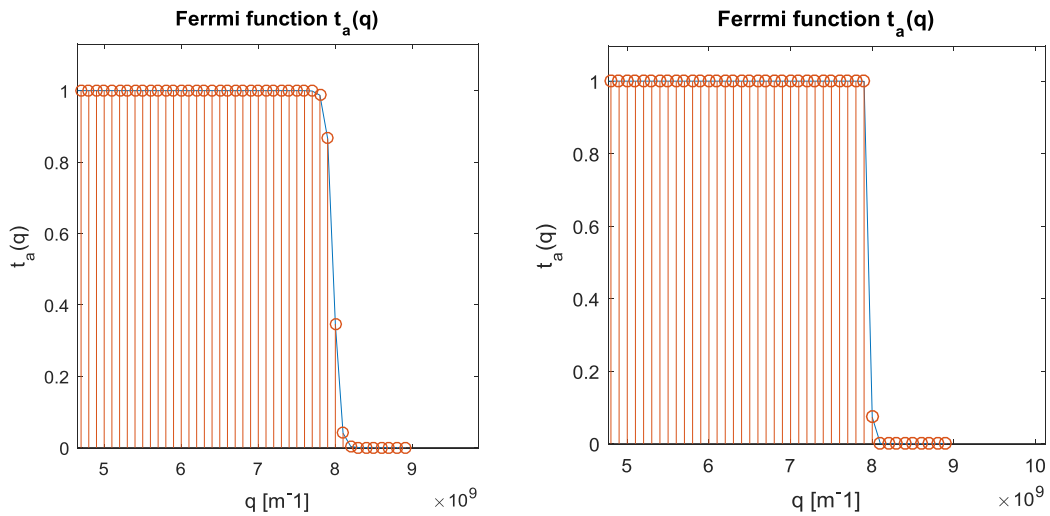 Ferrmi function t_a(q)
1
0.8
0.6
0.4
0.2
0
t_a(q)
5 6 7 8 9
q [m^-1]
×10^9
Ferrmi function t_a(q)
1
0.8
0.6
0.4
0.2
0
t_a(q)
5 6 7 8 9 10
q [m^-1]
×10^9